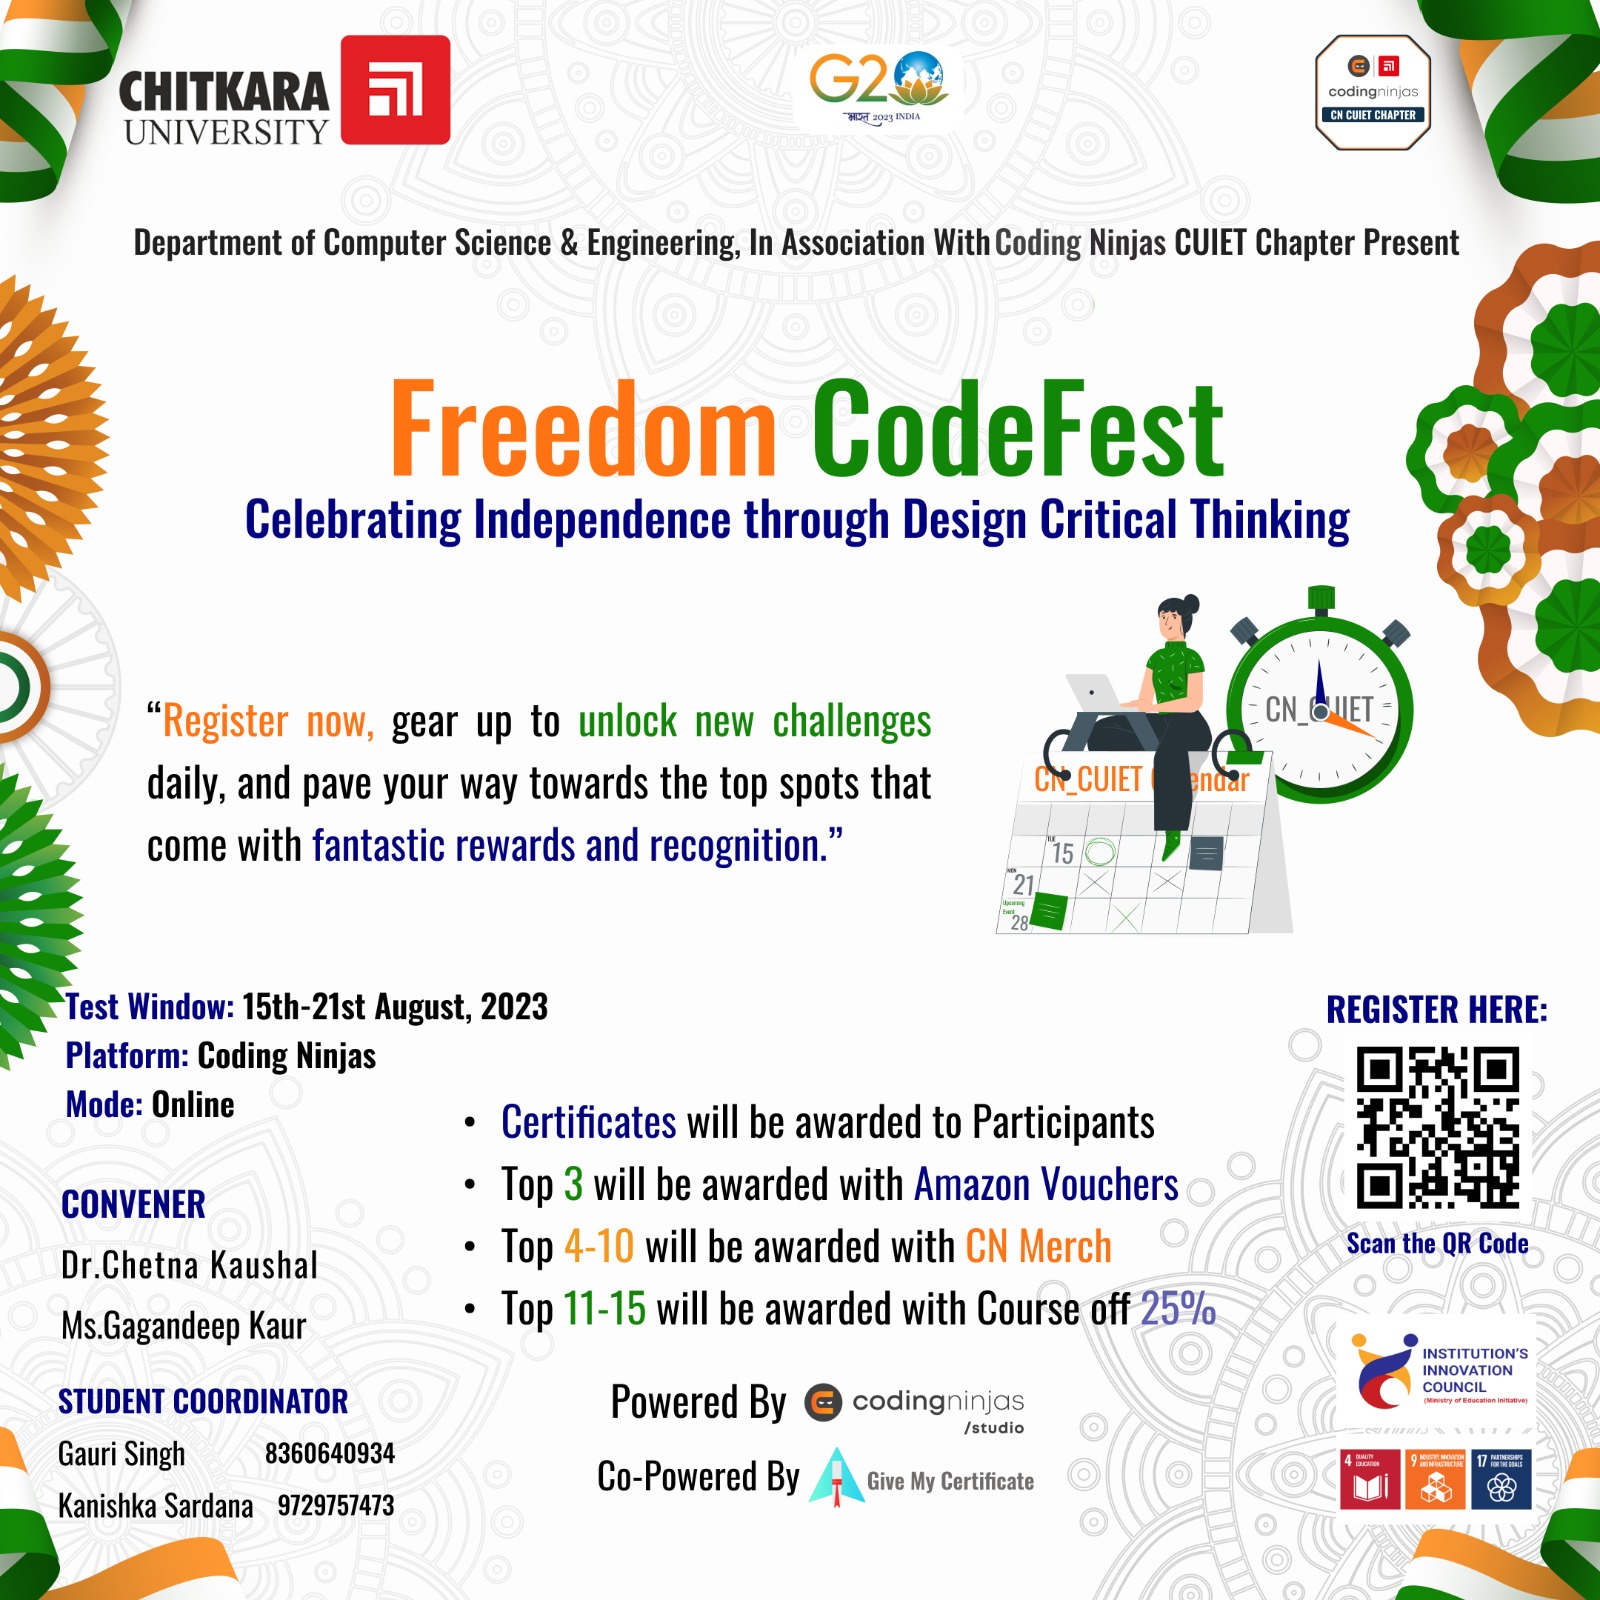 CHITKARA
UNIVERSITY
G20
भारत 2023 INDIA
codingninjas
CN CUIET CHAPTER
Department of Computer Science & Engineering, In Association With Coding Ninjas CUIET Chapter Present
Freedom CodeFest
Celebrating Independence through Design Critical Thinking
“Register now, gear up to unlock new challenges
daily, and pave your way towards the top spots that
come with fantastic rewards and recognition.”
CN_CUIET
CN_CUIET
TUE
15
MON
21
Upcoming
Event
28
Test Window: 15th-21st August, 2023
Platform: Coding Ninjas
Mode: Online
REGISTER HERE:
Scan the QR Code
• Certificates will be awarded to Participants
• Top 3 will be awarded with Amazon Vouchers
• Top 4-10 will be awarded with CN Merch
• Top 11-15 will be awarded with Course off 25%
CONVENER
Dr.Chetna Kaushal
Ms.Gagandeep Kaur
STUDENT COORDINATOR
Gauri Singh 8360640934
Kanishka Sardana 9729757473
Powered By codingninjas
/studio
Co-Powered By Give My Certificate
INSTITUTION'S
INNOVATION
COUNCIL
(Ministry of Education Initiative)
4 QUALITY
EDUCATION
9 INDUSTRY, INNOVATION
AND INFRASTRUCTURE
17 PARTNERSHIPS
FOR THE GOALS